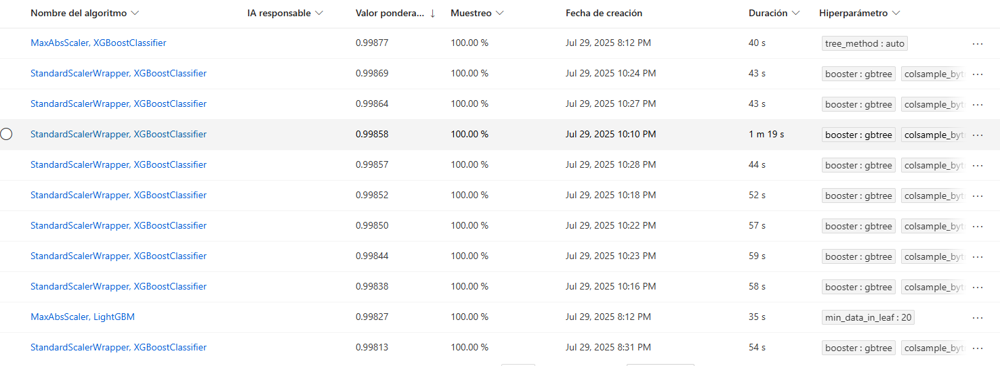 Nombre del algoritmo IA responsable Valor pondera... Muestreo Fecha de creación Duración Hiperparámetro
MaxAbsScaler, XGBoostClassifier 0.99877 100.00 % Jul 29, 2025 8:12 PM 40 s tree_method : auto
StandardScalerWrapper, XGBoostClassifier 0.99869 100.00 % Jul 29, 2025 10:24 PM 43 s booster : gbtree colsample_byt
StandardScalerWrapper, XGBoostClassifier 0.99864 100.00 % Jul 29, 2025 10:27 PM 43 s booster : gbtree colsample_byt
StandardScalerWrapper, XGBoostClassifier 0.99858 100.00 % Jul 29, 2025 10:10 PM 1 m 19 s booster : gbtree colsample_byt
StandardScalerWrapper, XGBoostClassifier 0.99857 100.00 % Jul 29, 2025 10:28 PM 44 s booster : gbtree colsample_byt
StandardScalerWrapper, XGBoostClassifier 0.99852 100.00 % Jul 29, 2025 10:18 PM 52 s booster : gbtree colsample_byt
StandardScalerWrapper, XGBoostClassifier 0.99850 100.00 % Jul 29, 2025 10:22 PM 57 s booster : gbtree colsample_byt
StandardScalerWrapper, XGBoostClassifier 0.99844 100.00 % Jul 29, 2025 10:23 PM 59 s booster : gbtree colsample_byt
StandardScalerWrapper, XGBoostClassifier 0.99838 100.00 % Jul 29, 2025 10:16 PM 58 s booster : gbtree colsample_byt
MaxAbsScaler, LightGBM 0.99827 100.00 % Jul 29, 2025 8:12 PM 35 s min_data_in_leaf : 20
StandardScalerWrapper, XGBoostClassifier 0.99813 100.00 % Jul 29, 2025 8:31 PM 54 s booster : gbtree colsample_byt